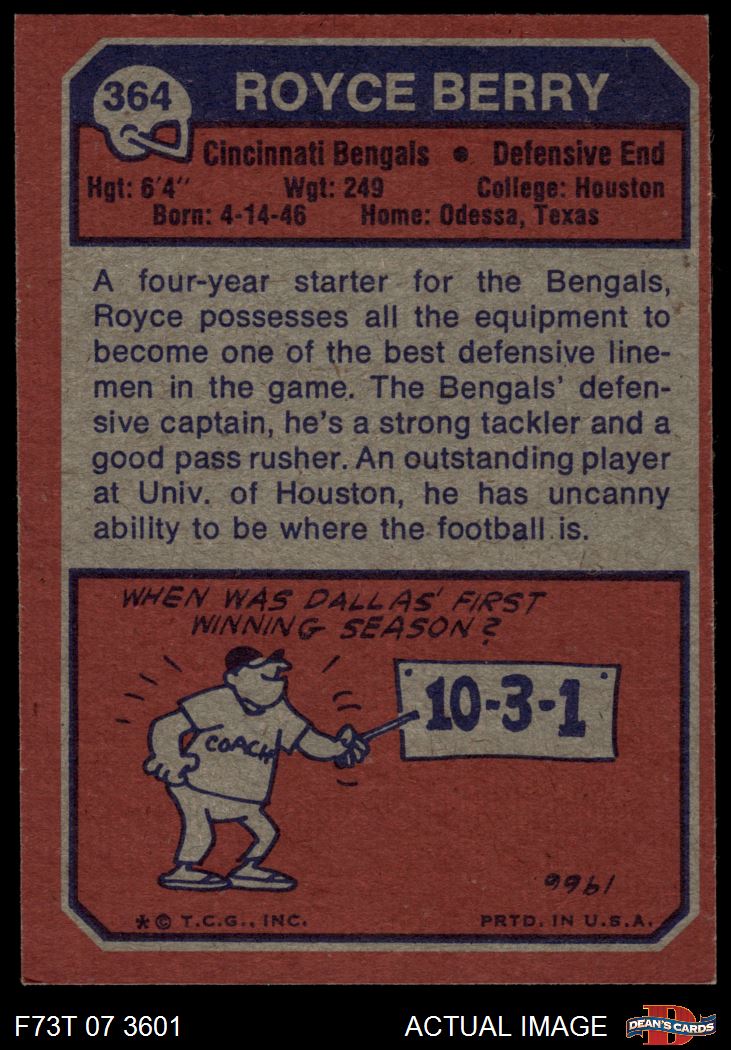 364
ROYCE BERRY
Cincinnati Bengals • Defensive End
Hgt: 6'4" Wgt: 249 College: Houston
Born: 4-14-46 Home: Odessa, Texas
A four-year starter for the Bengals,
Royce possesses all the equipment to
become one of the best defensive line-
men in the game. The Bengals' defen-
sive captain, he's a strong tackler and a
good pass rusher. An outstanding player
at Univ. of Houston, he has uncanny
ability to be where the football is.
WHEN WAS DALLAS' FIRST
WINNING SEASON?
10-3-1
COACH
1966
* © T.C.G., INC. PRTD. IN U.S.A.
F73T 07 3601 ACTUAL IMAGE
D
DEAN'S CARDS